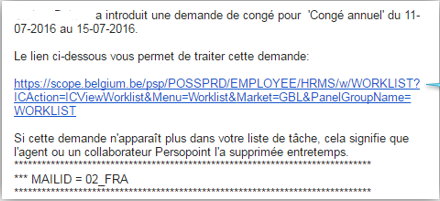 a introduit une demande de congé pour 'Congé annuel' du 11-
07-2016 au 15-07-2016.
Le lien ci-dessous vous permet de traiter cette demande:
https://scope.belgium.be/psp/POSSPRD/EMPLOYEE/HRMS/w/WORKLIST?
ICAction=ICViewWorklist&Menu=Worklist&Market=GBL&PanelGroupName=
WORKLIST
Si cette demande n'apparaît plus dans votre liste de tâche, cela signifie que
l'agent ou un collaborateur Persopoint l'a supprimée entretemps.
******************************************************************************
*** MAILID = 02_FRA
******************************************************************************